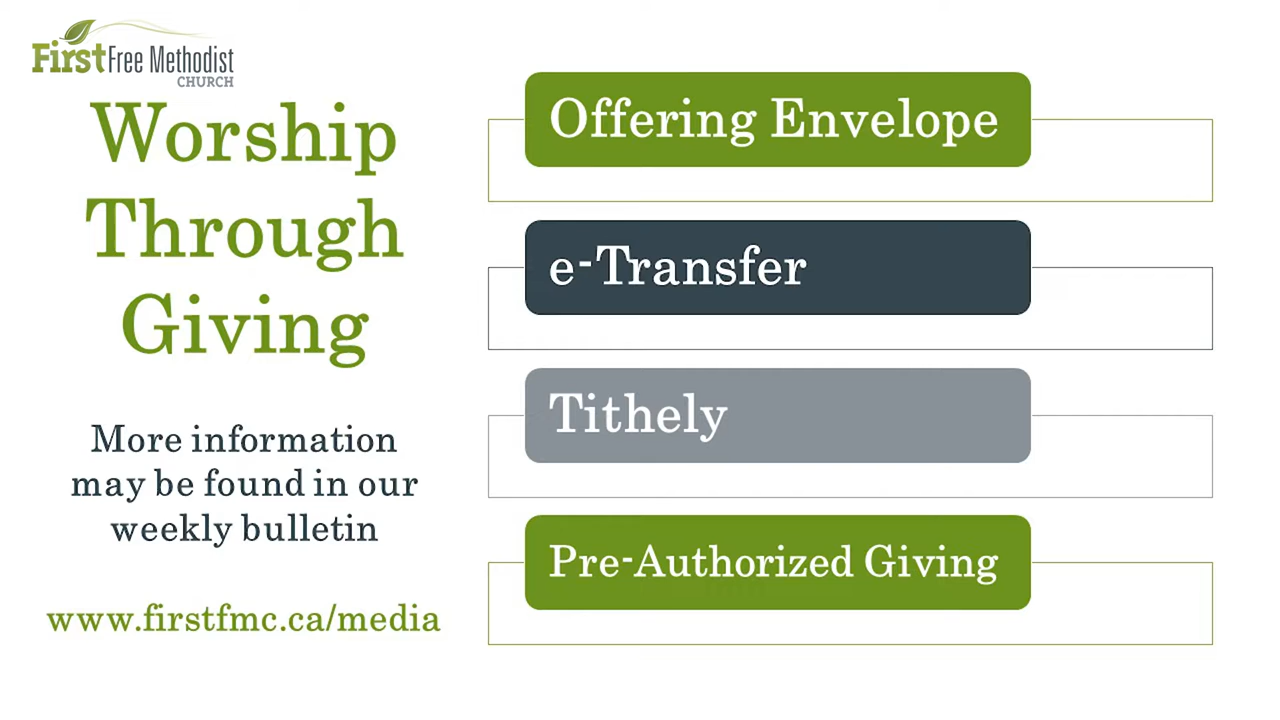 First Free Methodist
CHURCH
Worship
Through
Giving
More information
may be found in our
weekly bulletin
www.firstfmc.ca/media
Offering Envelope
e-Transfer
Tithely
Pre-Authorized Giving